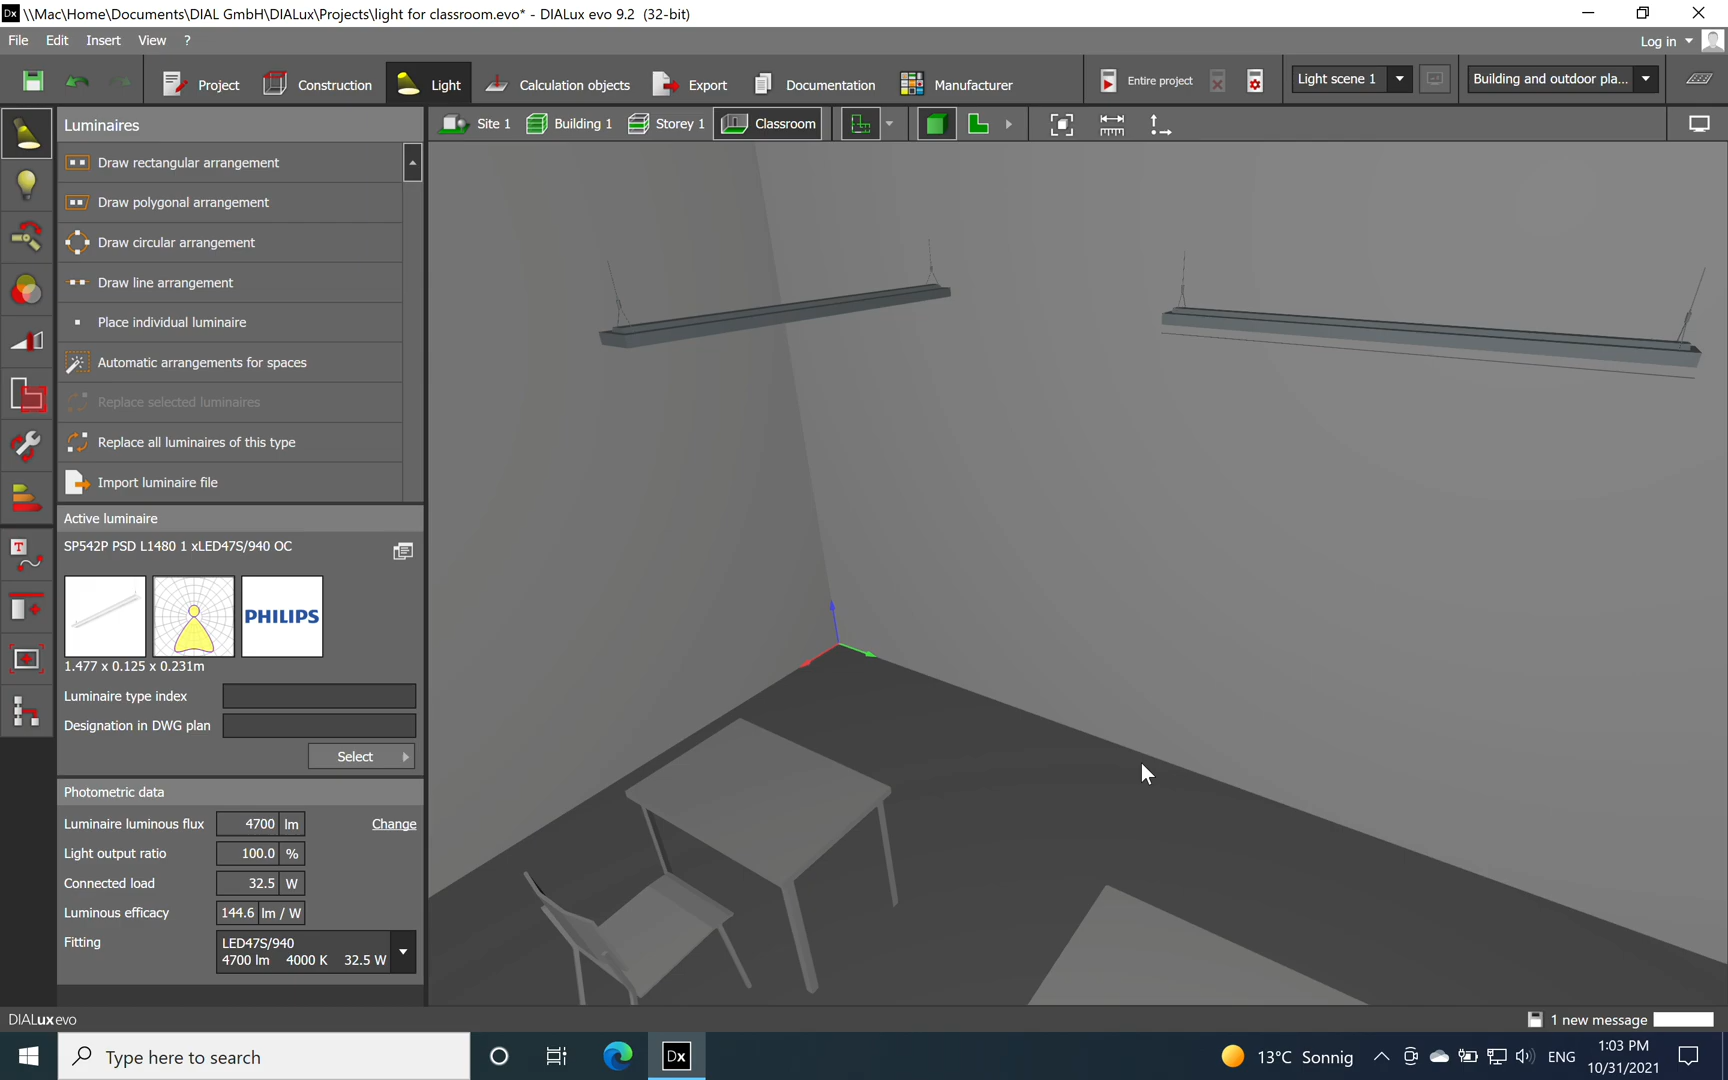 Dx \\Mac\Home\Documents\DIAL GmbH\DIALux\Projects\light for classroom.evo* - DIALux evo 9.2 (32-bit)
File Edit Insert View ? Log in
Project Construction Light Calculation objects Export Documentation Manufacturer Entire project Light scene 1 Building and outdoor pla...
Luminaires Site 1 Building 1 Storey 1 Classroom
Draw rectangular arrangement
Draw polygonal arrangement
Draw circular arrangement
Draw line arrangement
Place individual luminaire
Automatic arrangements for spaces
Replace selected luminaires
Replace all luminaires of this type
Import luminaire file
Active luminaire
SP542P PSD L1480 1 xLED47S/940 OC
PHILIPS
1.477 x 0.125 x 0.231m
Luminaire type index
Designation in DWG plan
Select
Photometric data
Luminaire luminous flux 4700 lm Change
Light output ratio 100.0 %
Connected load 32.5 W
Luminous efficacy 144.6 lm / W
Fitting LED47S/940
4700 lm 4000 K 32.5 W
DIALux evo 1 new message
Type here to search Dx 13°C Sonnig ENG 1:03 PM
10/31/2021